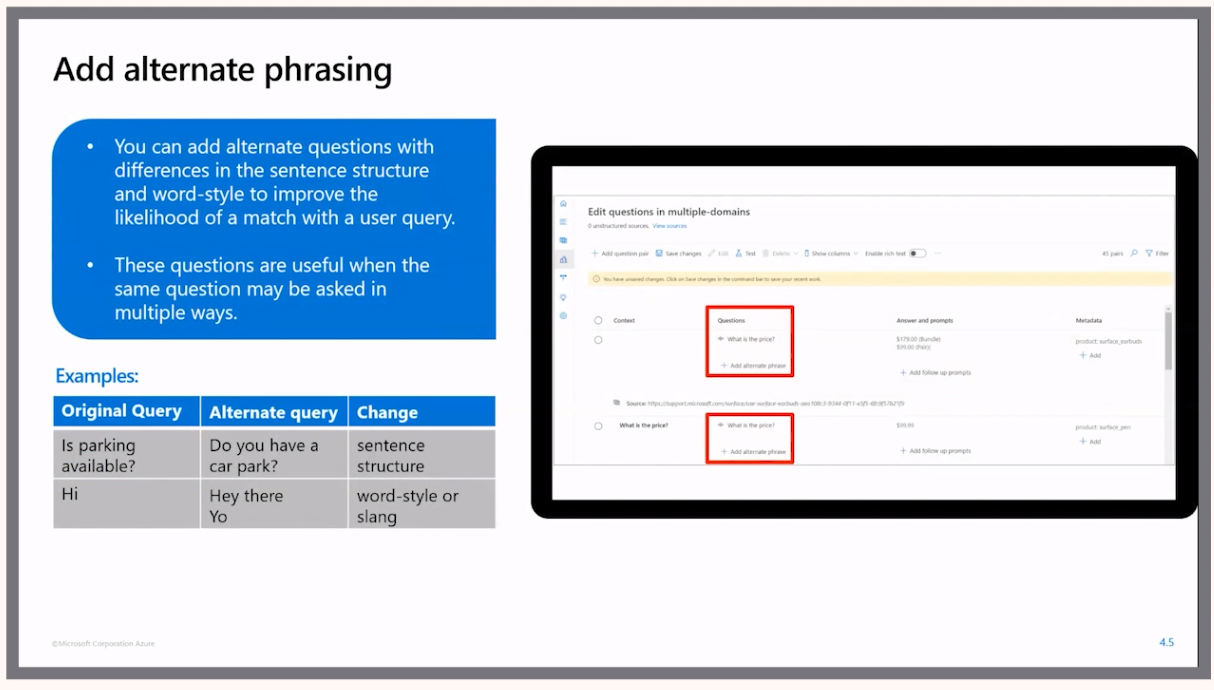 Add alternate phrasing
• You can add alternate questions with
differences in the sentence structure
and word-style to improve the
likelihood of a match with a user query.
• These questions are useful when the
same question may be asked in
multiple ways.
Examples:
Original Query Alternate query Change
Is parking available? Do you have a car park? sentence structure
Hi Hey there Yo word-style or slang
Edit questions in multiple-domains
0 unstructured sources. View sources
+ Add question pair Save changes Edit Test Delete Show columns Enable rich text ...
45 pairs Filter
You have unsaved changes. Click on Save changes in the command bar to save your recent work.
Context Questions Answer and prompts Metadata
What is the price? $179.00 (Bundle) product: surface_earbuds
$99.00 (Pair);
+ Add
+ Add alternate phrase + Add follow up prompts
Source:
What is the price? What is the price? $99.99 product: surface_pen
+ Add
+ Add alternate phrase + Add follow up prompts
©Microsoft Corporation Azure
4.5